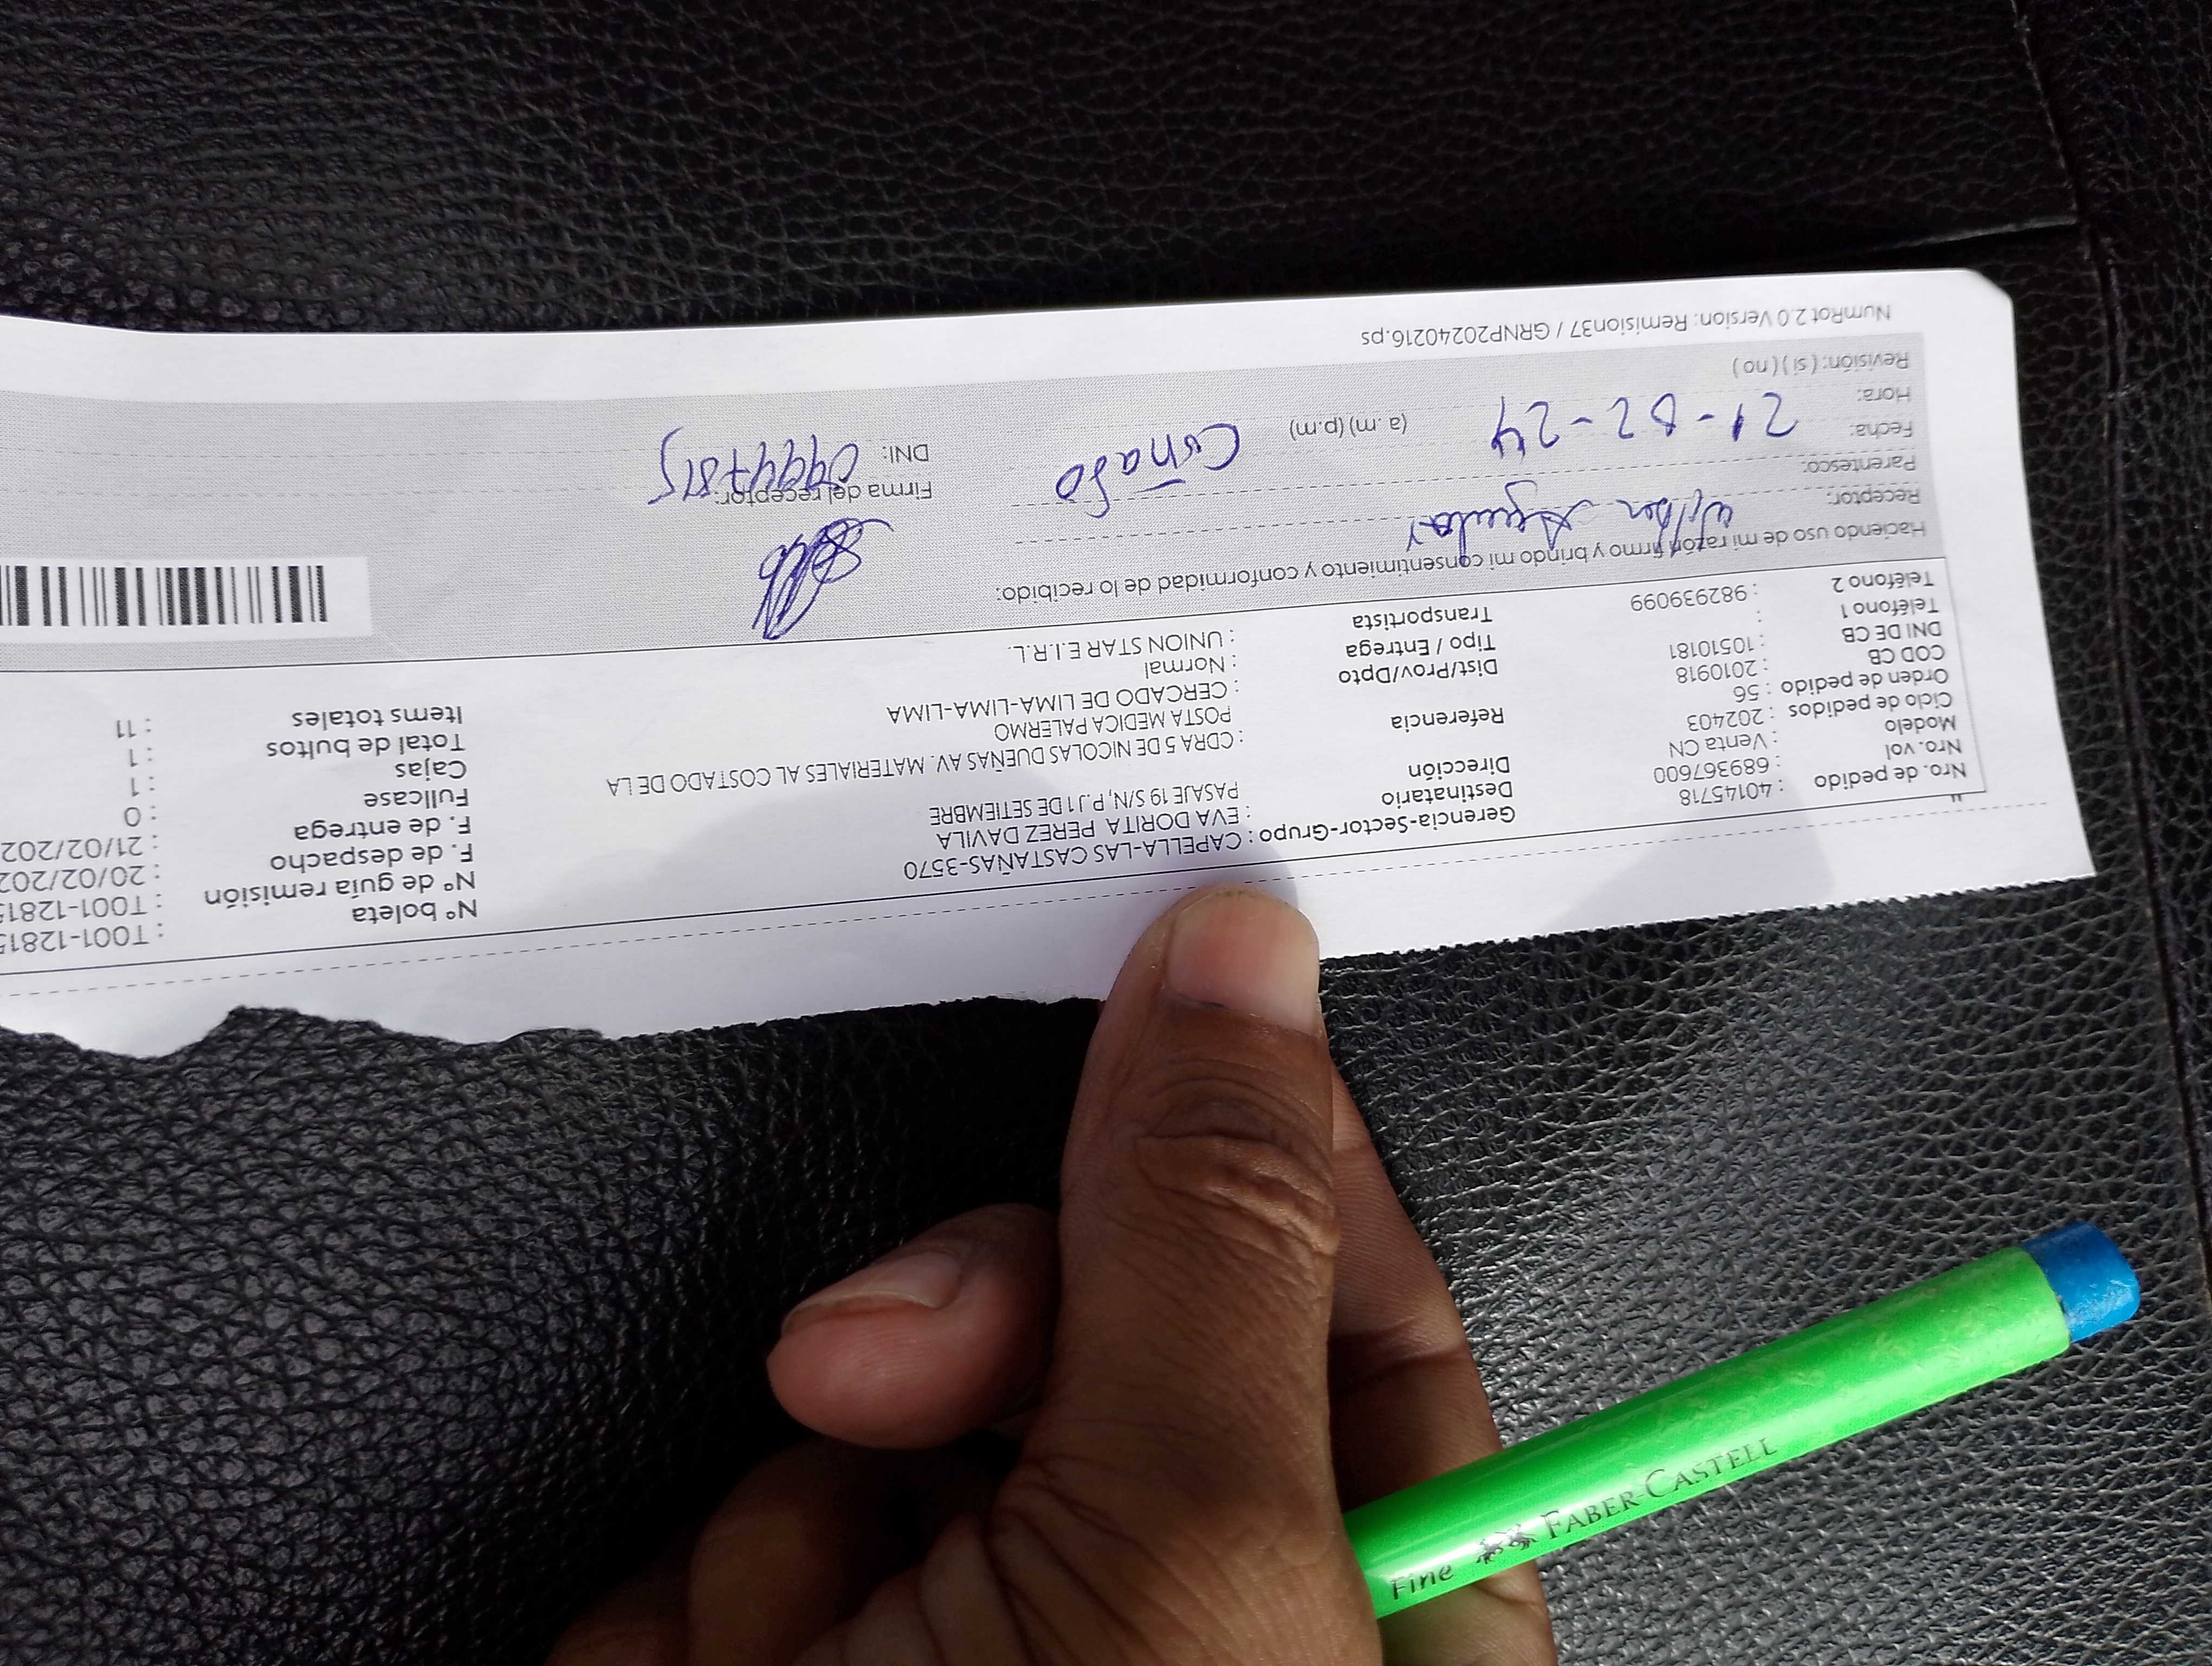 Gerencia-Sector-Grupo : CAPELLA-LAS CASTAÑAS-3570
Nro. de pedido : 40145718
Nro. vol : 689367600
Modelo : Venta CN
Ciclo de pedidos : 202403
Orden de pedido : 56
COD CB : 2010918
DNI DE CB : 10510181
Teléfono 1 :
Teléfono 2 : 982939099
Destinatario : EVA DORITA PEREZ DAVILA
Dirección PASAJE 19 S/N, P.J 1 DE SETIEMBRE
Referencia : CDRA 5 DE NICOLAS DUEÑAS AV. MATERIALES AL COSTADO DE LA
POSTA MEDICA PALERMO
Dist/Prov/Dpto : CERCADO DE LIMA-LIMA-LIMA
Tipo / Entrega : Normal
Transportista : UNION STAR E.I.R.L.
N° boleta : T001-1281
N° de guía remisión : T001-1281
F. de despacho : 20/02/202
F. de entrega : 21/02/202
Fullcase : 0
Cajas : 1
Total de bultos : 1
Items totales : 11
Haciendo uso de mi razón firmo y brindo mi consentimiento y conformidad de lo recibido:
Receptor: Wilber Aguilar
Parentesco: Cuñado
Fecha: 21-02-24
Hora: (a.m) (p.m)
Revisión: ( si ) ( no )
Firma del receptor:
DNI: 09947815
NumRot 2.0 Version: Remision37 / GRNP20240216.ps
Fine FABER-CASTELL